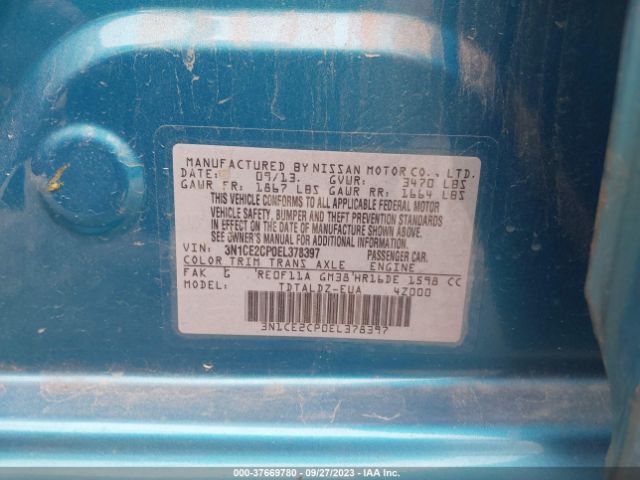 MANUFACTURED BY NISSAN MOTOR CO., LTD.
DATE: 09/13. GVWR: 3470 LBS
GAWR FR: 1867 LBS GAWR RR: 1664 LBS
THIS VEHICLE CONFORMS TO ALL APPLICABLE FEDERAL MOTOR
VEHICLE SAFETY, BUMPER AND THEFT PREVENTION STANDARDS
IN EFFECT ON THE DATE OF MANUFACTURE SHOWN ABOVE.
SEE OWNER'S MANUAL FOR ADDITIONAL INFORMATION.
VIN: 3N1CE2CP0EL378397 PASSENGER CAR.
COLOR TRIM TRANS AXLE ENGINE
FAK G RE0F11A GM38 HR16DE 1598 CC
TDTALDZ-EUA 4Z000
3N1CE2CP0EL378397
000-37669780 - 09/27/2023 - IAA Inc.